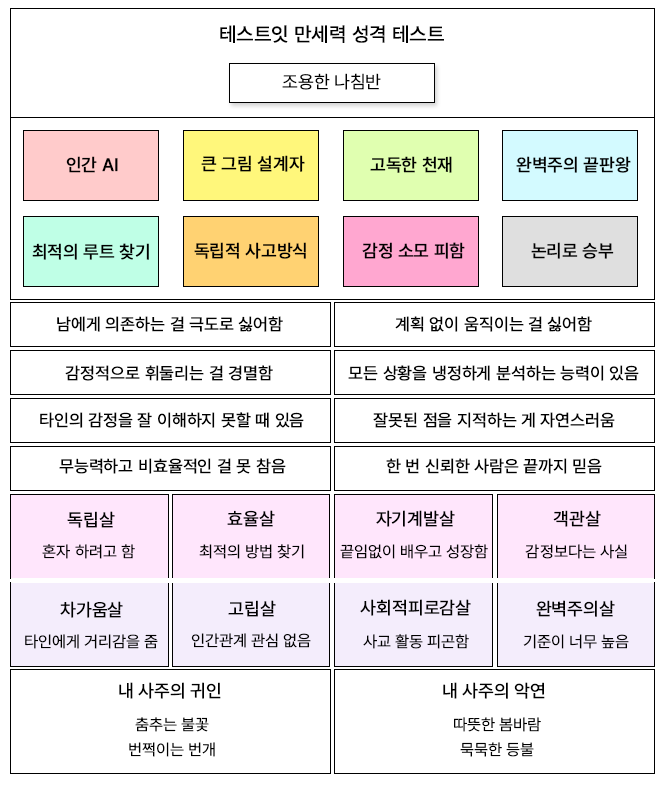 테스트잇 만세력 성격 테스트
조용한 나침반
인간 AI
큰 그림 설계자
고독한 천재
완벽주의 끝판왕
최적의 루트 찾기
독립적 사고방식
감정 소모 피함
논리로 승부
남에게 의존하는 걸 극도로 싫어함
계획 없이 움직이는 걸 싫어함
감정적으로 휘둘리는 걸 경멸함
모든 상황을 냉정하게 분석하는 능력이 있음
타인의 감정을 잘 이해하지 못할 때 있음
잘못된 점을 지적하는 게 자연스러움
무능력하고 비효율적인 걸 못 참음
한 번 신뢰한 사람은 끝까지 믿음
독립살
혼자 하려고 함
효율살
최적의 방법 찾기
자기계발살
끝임없이 배우고 성장함
객관살
감정보다는 사실
차가움살
타인에게 거리감을 줌
고립살
인간관계 관심 없음
사회적피로감살
사교 활동 피곤함
완벽주의살
기준이 너무 높음
내 사주의 귀인
춤추는 불꽃
번쩍이는 번개
내 사주의 악연
따뜻한 봄바람
묵묵한 등불